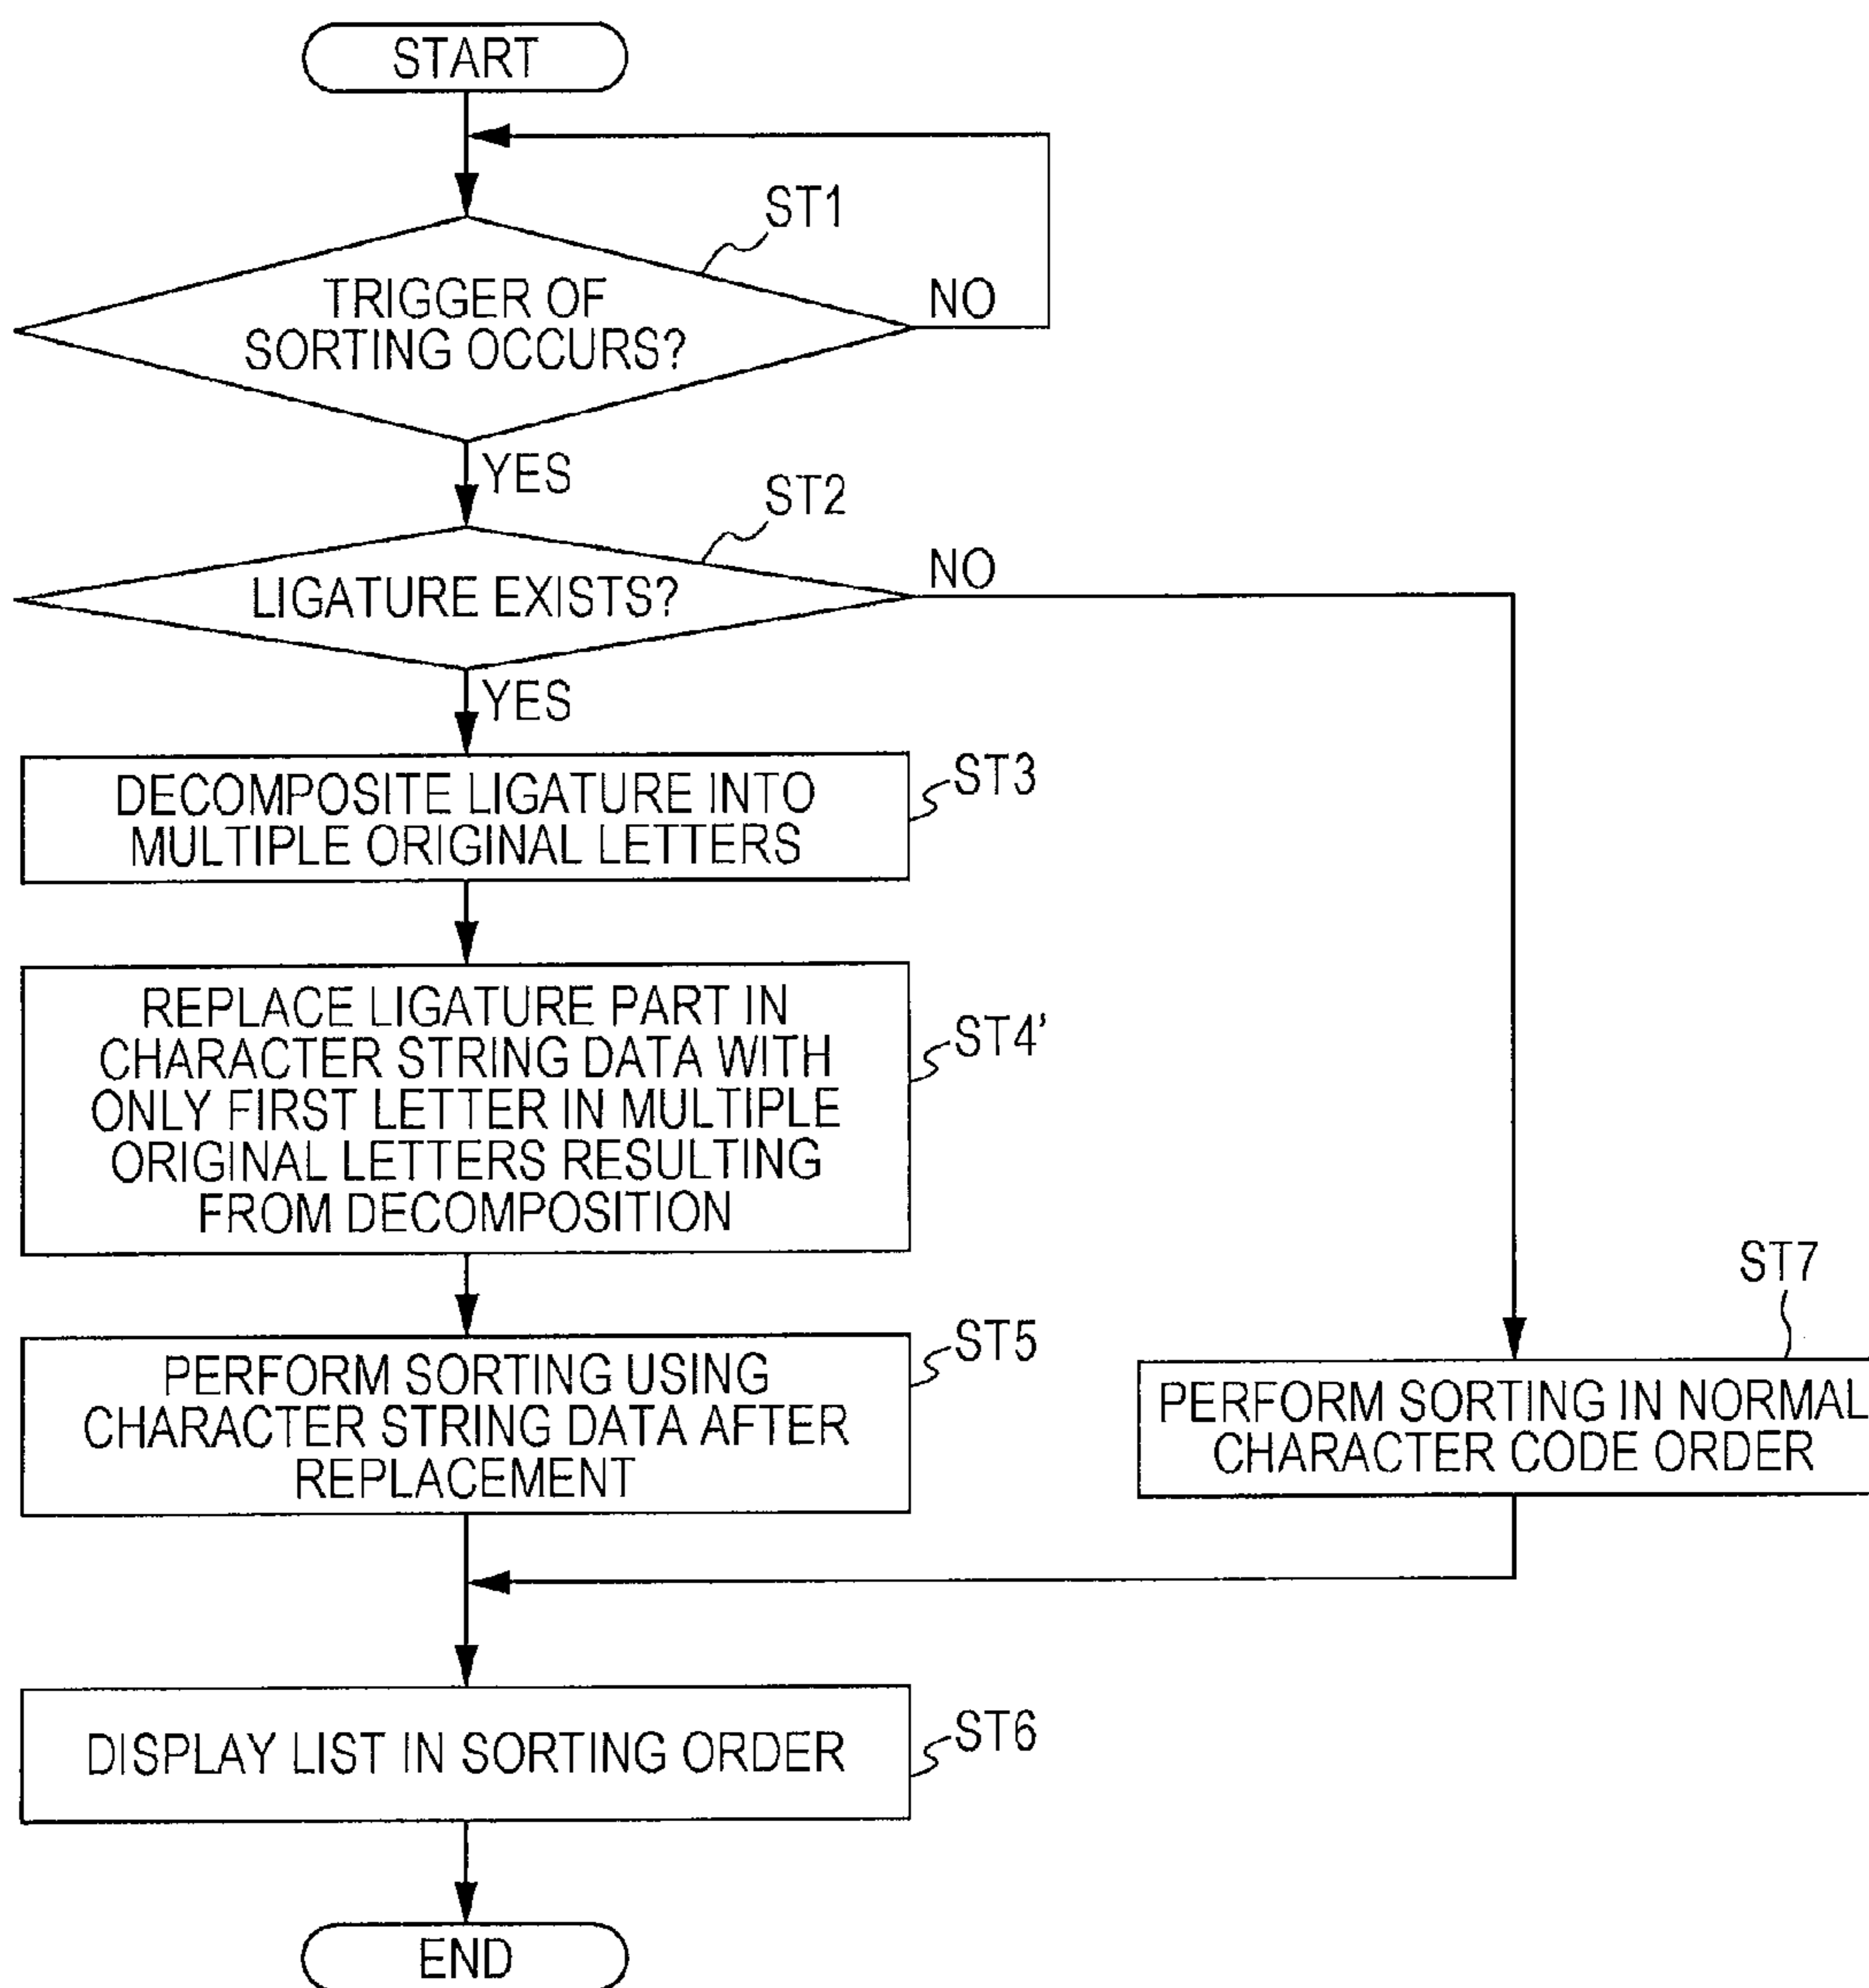 START
ST1
TRIGGER OF
SORTING OCCURS?
NO
YES
ST2
LIGATURE EXISTS?
NO
YES
ST3
DECOMPOSITE LIGATURE INTO
MULTIPLE ORIGINAL LETTERS
REPLACE LIGATURE PART IN
CHARACTER STRING DATA WITH
ONLY FIRST LETTER IN MULTIPLE
ORIGINAL LETTERS RESULTING
FROM DECOMPOSITION
ST4'
ST5
PERFORM SORTING USING
CHARACTER STRING DATA AFTER
REPLACEMENT
ST7
PERFORM SORTING IN NORMAL
CHARACTER CODE ORDER
DISPLAY LIST IN SORTING ORDER
ST6
END